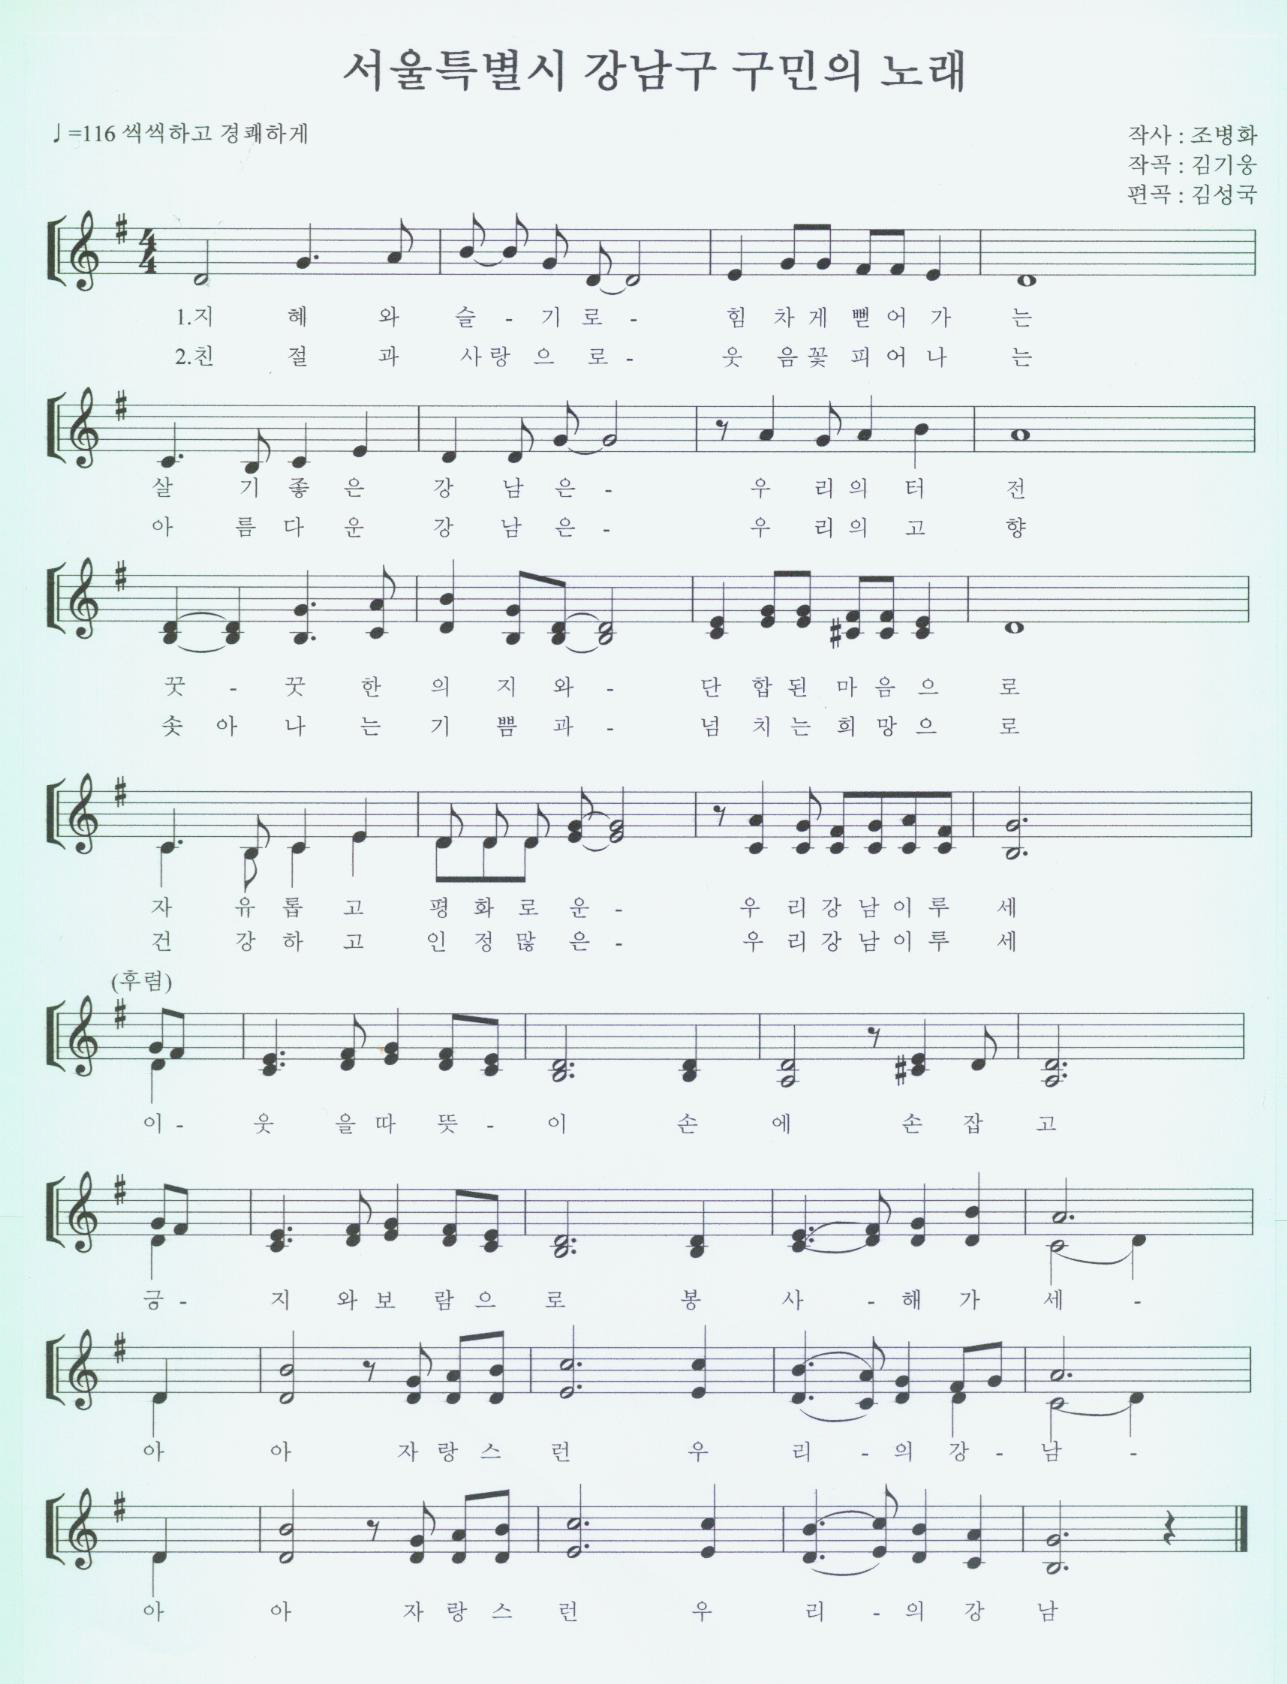 서울특별시 강남구 구민의 노래
♩=116 씩씩하고 경쾌하게
작사 : 조병화
작곡 : 김기웅
편곡 : 김성국
1.지 혜 와 슬 - 기 로 - 힘 차 게 뻗 어 가 는
2.친 절 과 사 랑 으 로 - 웃 음 꽃 피 어 나 는
살 기 좋 은 강 남 은 - 우 리 의 터 전
아 름 다 운 강 남 은 - 우 리 의 고 향
꿋 - 꿋 한 의 지 와 - 단 합 된 마 음 으 로
솟 아 나 는 기 쁨 과 - 넘 치 는 희 망 으 로
자 유 롭 고 평 화 로 운 - 우 리 강 남 이 루 세
건 강 하 고 인 정 많 은 - 우 리 강 남 이 루 세
(후렴)
이 - 웃 을 따 뜻 - 이 손 에 손 잡 고
긍 - 지 와 보 람 으 로 봉 사 - 해 가 세 -
아 아 자 랑 스 런 우 리 - 의 강 - 남 -
아 아 자 랑 스 런 우 리 - 의 강 남